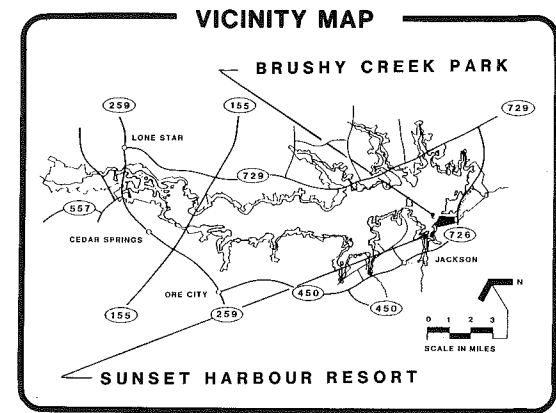 VICINITY MAP
BRUSHY CREEK PARK
259
155
729
LONE STAR
729
557
CEDAR SPRINGS
726
JACKSON
ORE CITY
450
155
259
450
N
0 1 2 3
SCALE IN MILES
SUNSET HARBOUR RESORT